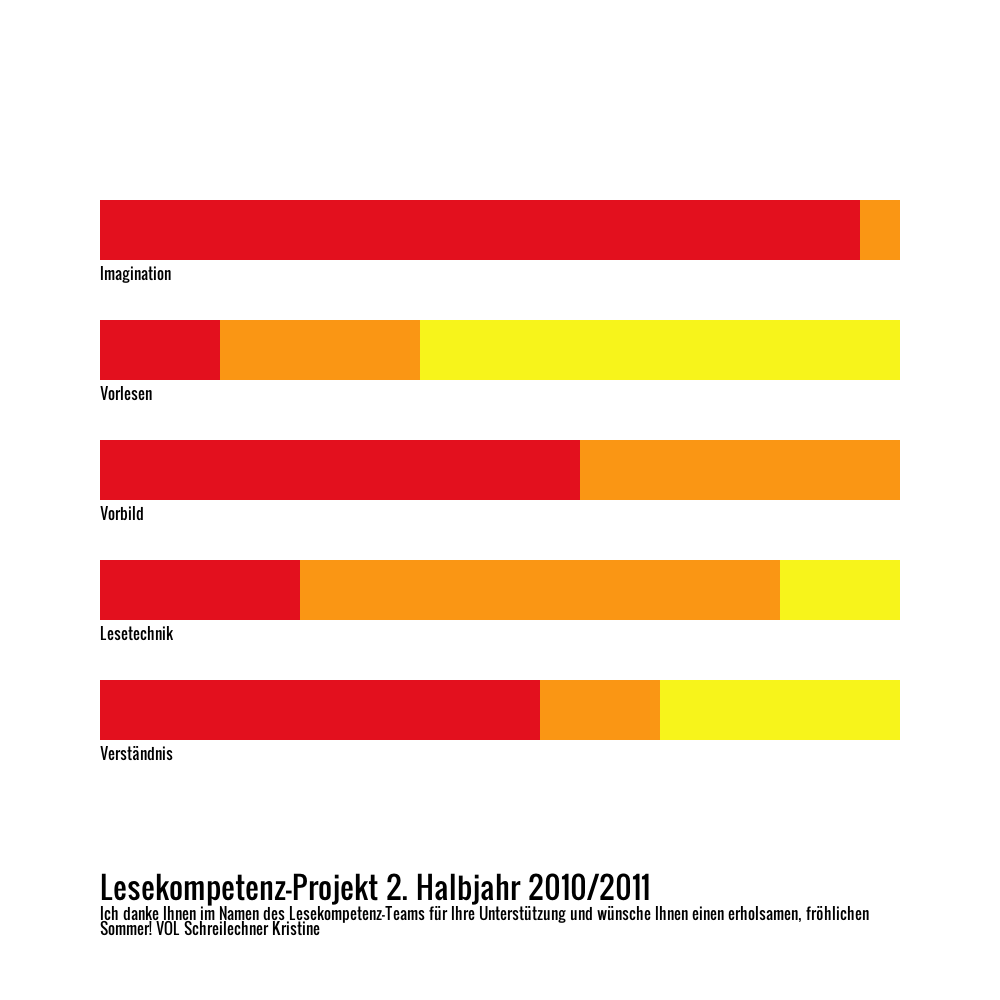 Imagination
Vorlesen
Vorbild
Lesetechnik
Verständnis
Lesekompetenz-Projekt 2. Halbjahr 2010/2011
Ich danke Ihnen im Namen des Lesekompetenz-Teams für Ihre Unterstützung und wünsche Ihnen einen erholsamen, fröhlichen
Sommer! VOL Schreilechner Kristine